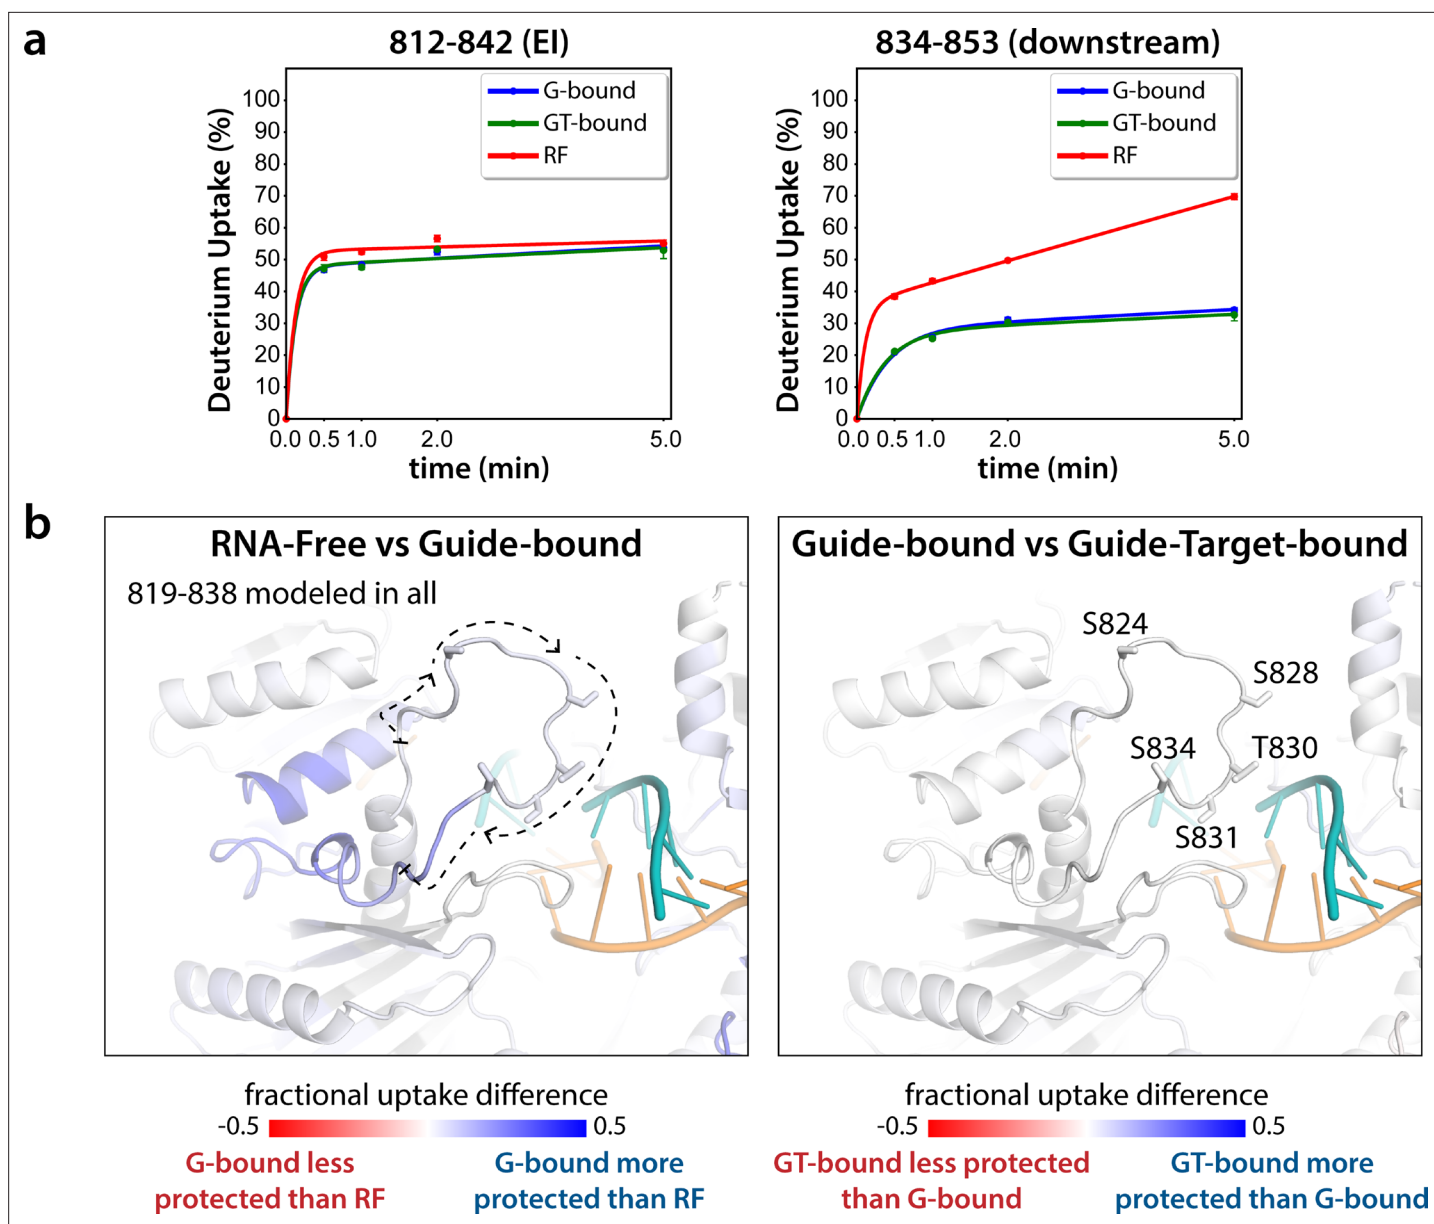 a
812-842 (EI)
834-853 (downstream)
Deuterium Uptake (%)
100
90
80
70
60
50
40
30
20
10
0
G-bound
GT-bound
RF
0.0 0.5 1.0 2.0 5.0
time (min)
Deuterium Uptake (%)
100
90
80
70
60
50
40
30
20
10
0
G-bound
GT-bound
RF
0.0 0.5 1.0 2.0 5.0
time (min)
b
RNA-Free vs Guide-bound
819-838 modeled in all
Guide-bound vs Guide-Target-bound
S824
S828
S834
T830
S831
fractional uptake difference
-0.5 0.5
G-bound less
protected than RF
G-bound more
protected than RF
fractional uptake difference
-0.5 0.5
GT-bound less protected
than G-bound
GT-bound more
protected than G-bound